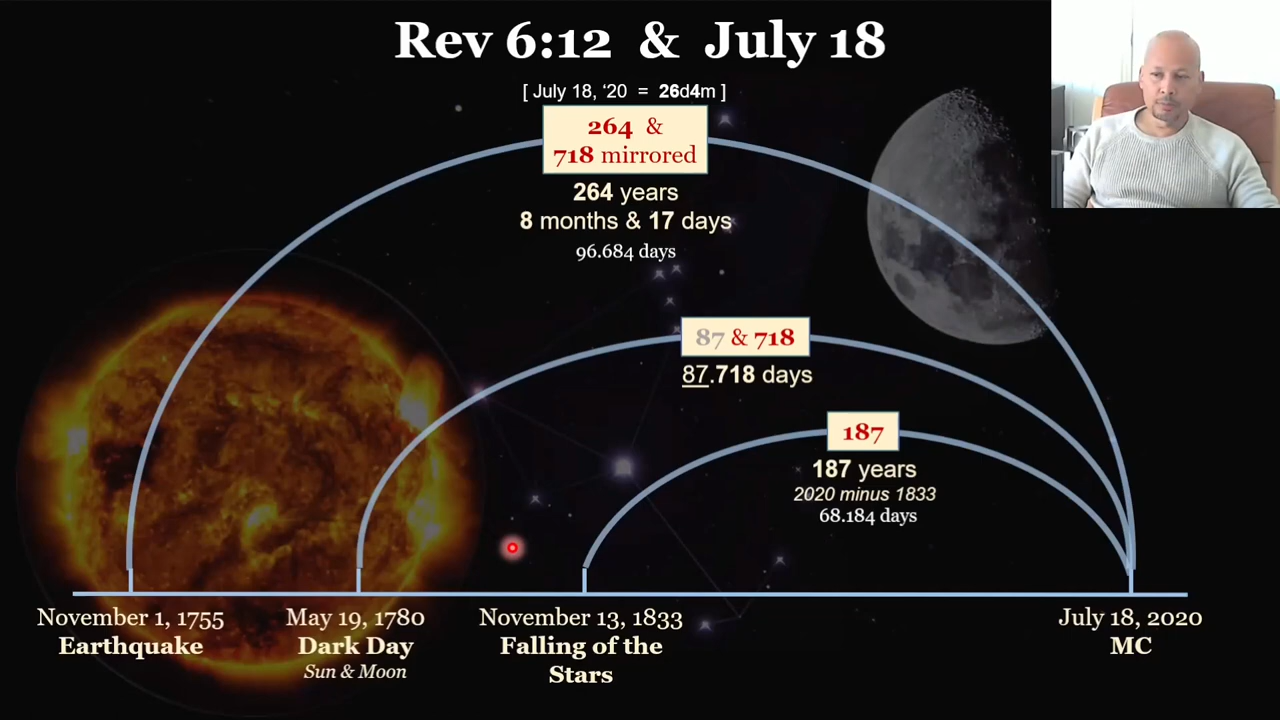 Rev 6:12 & July 18
[ July 18, ‘20 = 26d4m ]
264 &
718 mirrored
264 years
8 months & 17 days
96.684 days
87 & 718
87.718 days
187
187 years
2020 minus 1833
68.184 days
November 1, 1755
Earthquake
May 19, 1780
Dark Day
Sun & Moon
November 13, 1833
Falling of the
Stars
July 18, 2020
MC